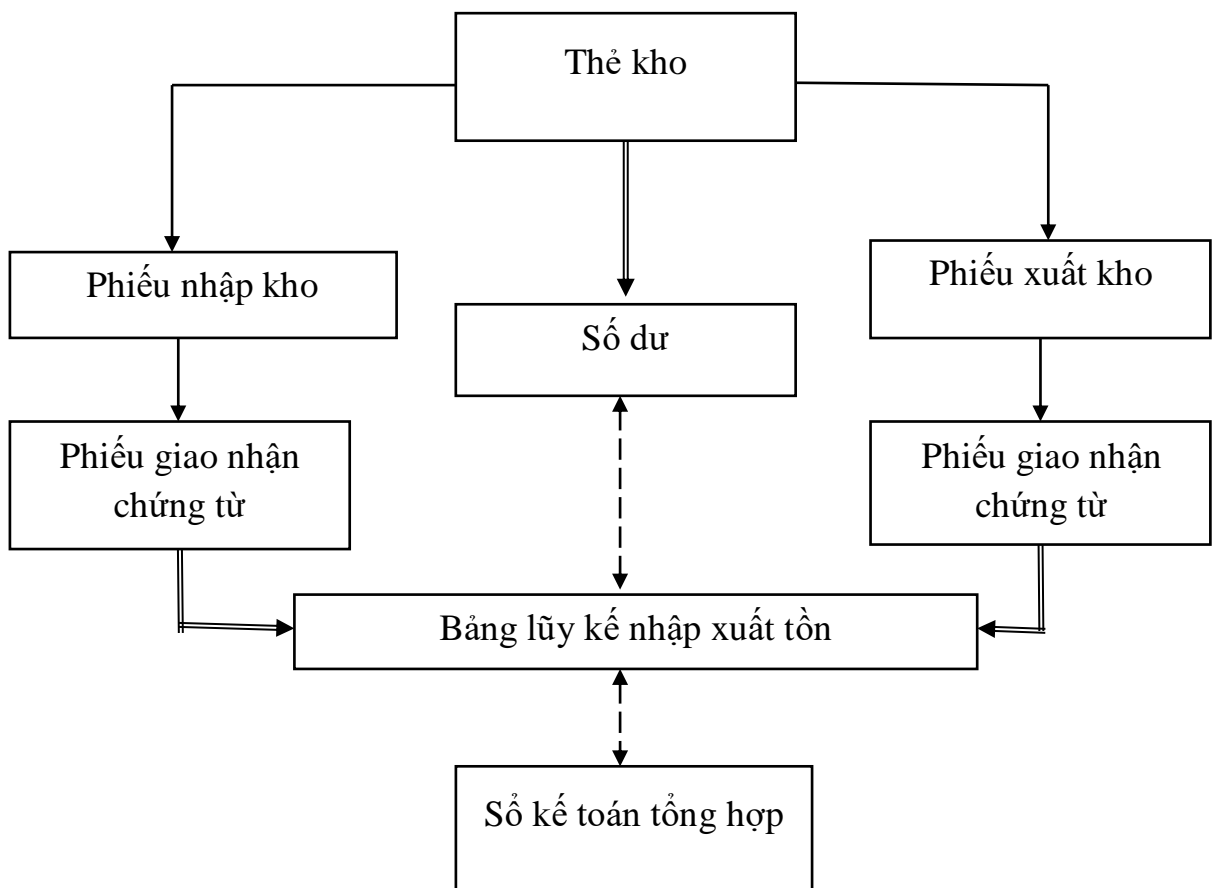 Thẻ kho
Phiếu nhập kho
Phiếu xuất kho
Số dư
Phiếu giao nhận
chứng từ
Phiếu giao nhận
chứng từ
Bảng lũy kế nhập xuất tồn
Sổ kế toán tổng hợp